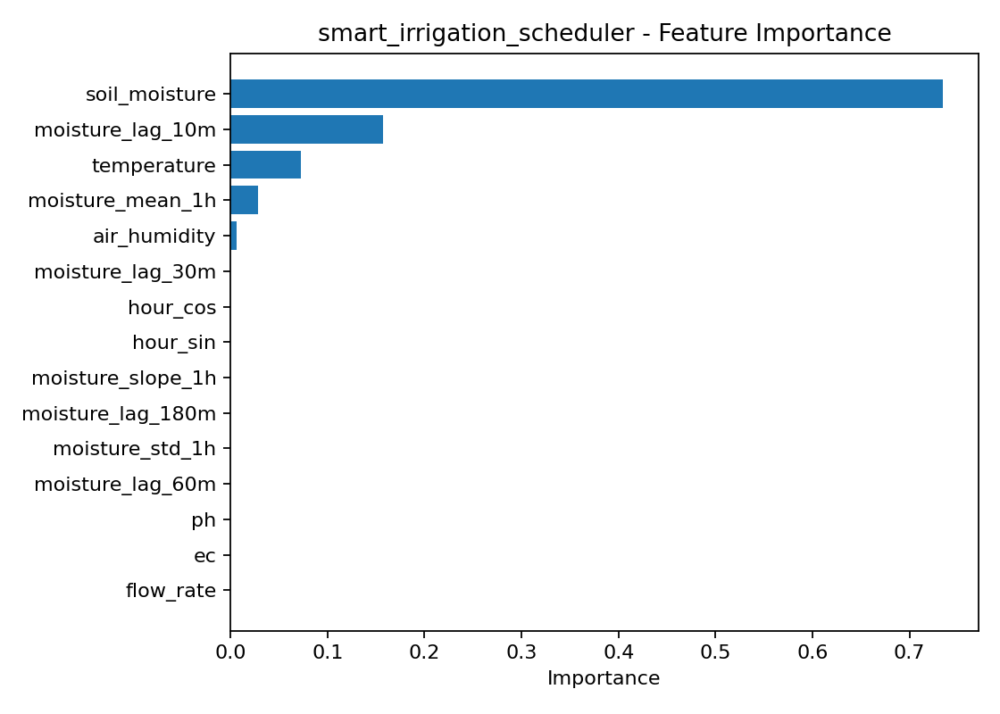 smart_irrigation_scheduler - Feature Importance
soil_moisture
moisture_lag_10m
temperature
moisture_mean_1h
air_humidity
moisture_lag_30m
hour_cos
hour_sin
moisture_slope_1h
moisture_lag_180m
moisture_std_1h
moisture_lag_60m
ph
ec
flow_rate
0.0 0.1 0.2 0.3 0.4 0.5 0.6 0.7
Importance